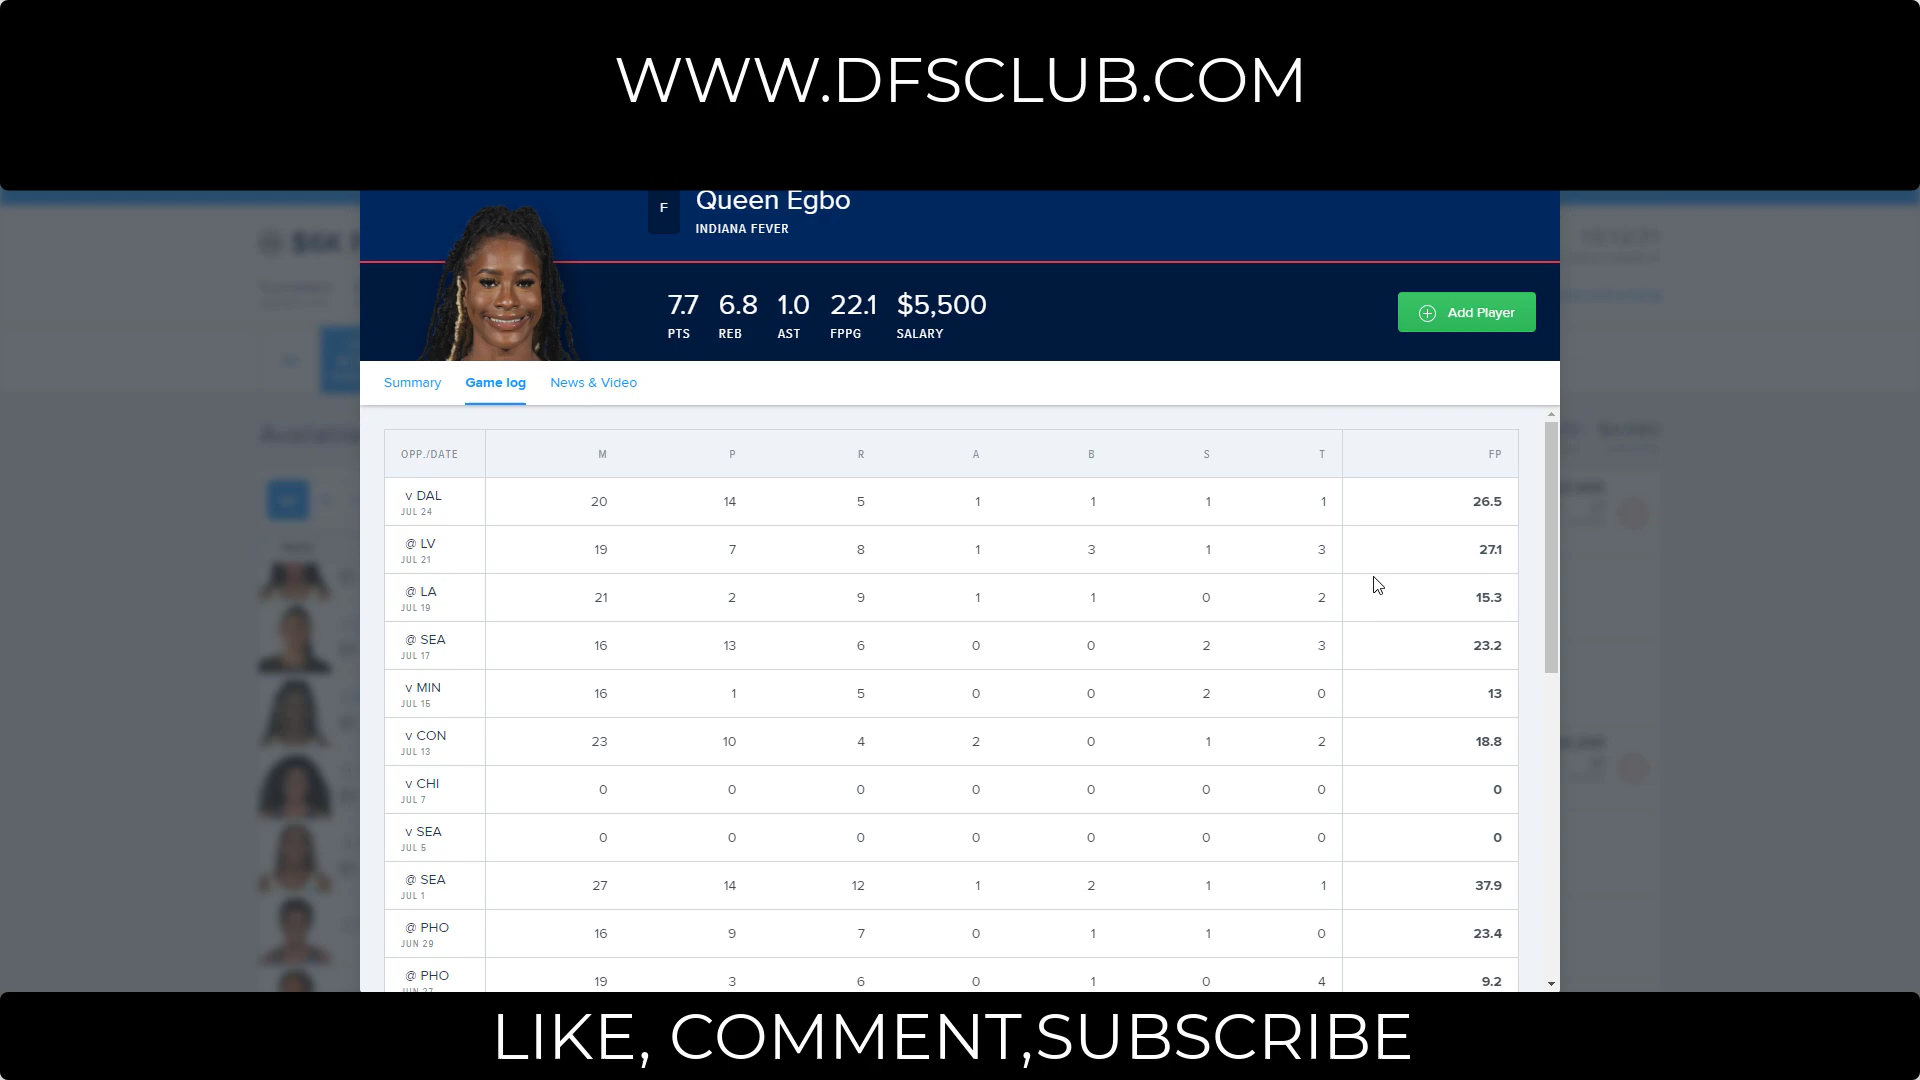 WWW.DFSCLUB.COM
F
Queen Egbo
INDIANA FEVER
7.7 6.8 1.0 22.1 $5,500
PTS REB AST FPPG SALARY
Add Player
Summary Game log News & Video
OPP./DATE M P R A B S T FP
v DAL 20 14 5 1 1 1 1 26.5
JUL 24
@ LV 19 7 8 1 3 1 3 27.1
JUL 21
@ LA 21 2 9 1 1 0 2 15.3
JUL 19
@ SEA 16 13 6 0 0 2 3 23.2
JUL 17
v MIN 16 1 5 0 0 2 0 13
JUL 15
v CON 23 10 4 2 0 1 2 18.8
JUL 13
v CHI 0 0 0 0 0 0 0 0
JUL 7
v SEA 0 0 0 0 0 0 0 0
JUL 5
@ SEA 27 14 12 1 2 1 1 37.9
JUL 1
@ PHO 16 9 7 0 1 1 0 23.4
JUN 29
@ PHO 19 3 6 0 1 0 4 9.2
JUN 27
LIKE, COMMENT,SUBSCRIBE